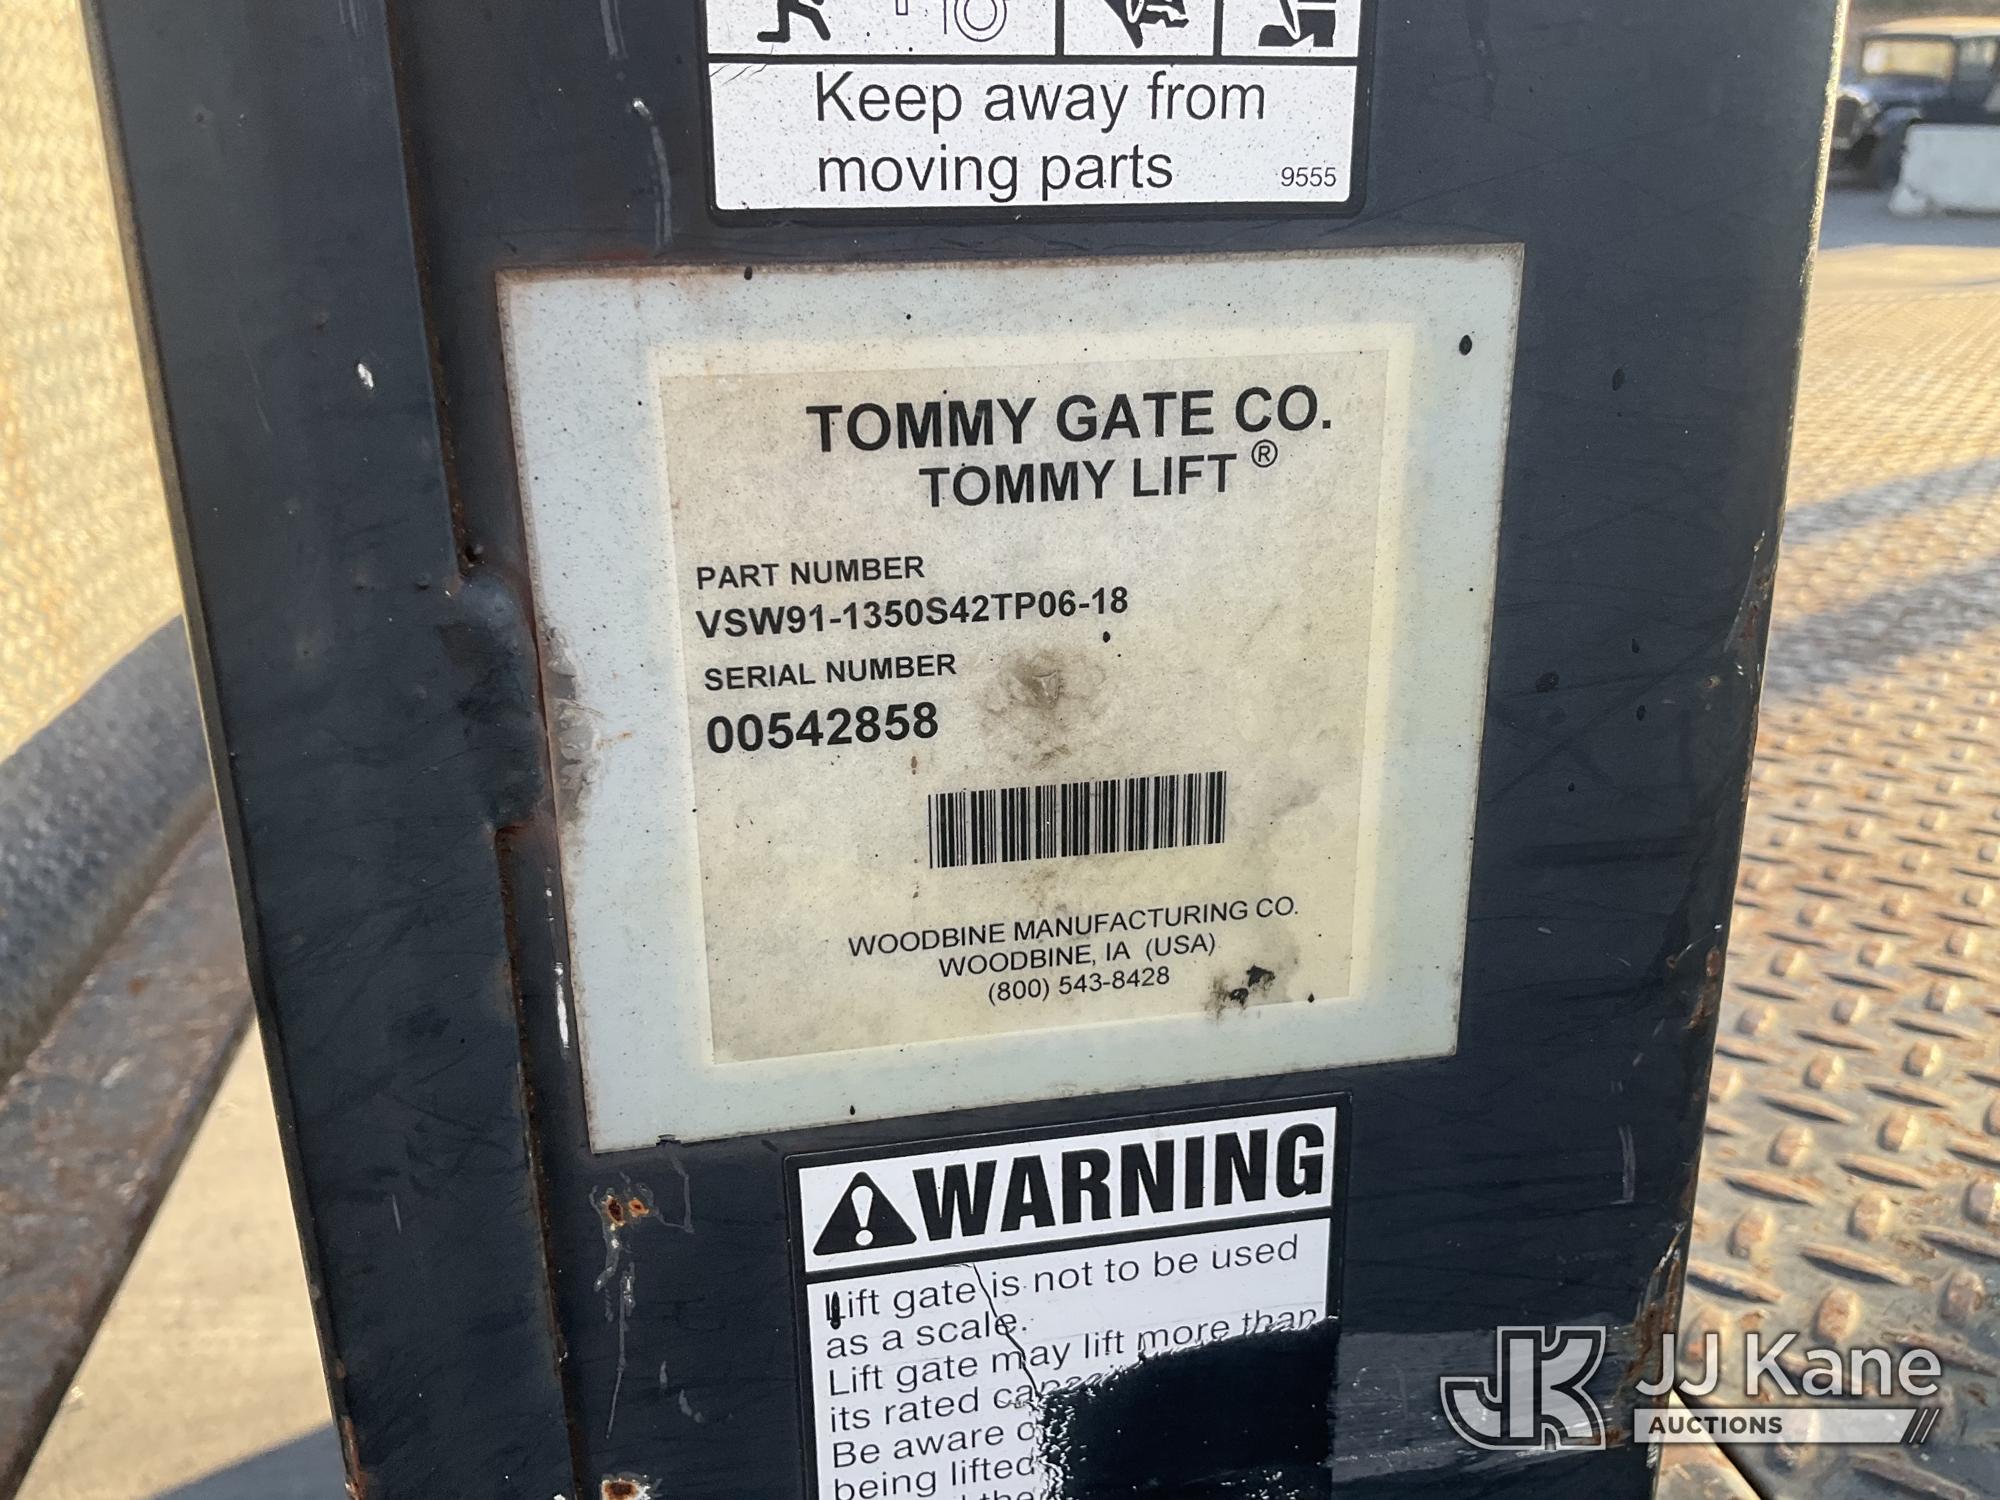 Keep away from
moving parts
9555
TOMMY GATE CO.
TOMMY LIFT ®
PART NUMBER
VSW91-1350S42TP06-18
SERIAL NUMBER
00542858
WOODBINE MANUFACTURING CO.
WOODBINE, IA (USA)
(800) 543-8428
WARNING
Lift gate is not to be used
as a scale.
Lift gate may lift more than
its rated
Be aware
being lifted
JK JJ Kane
AUCTIONS